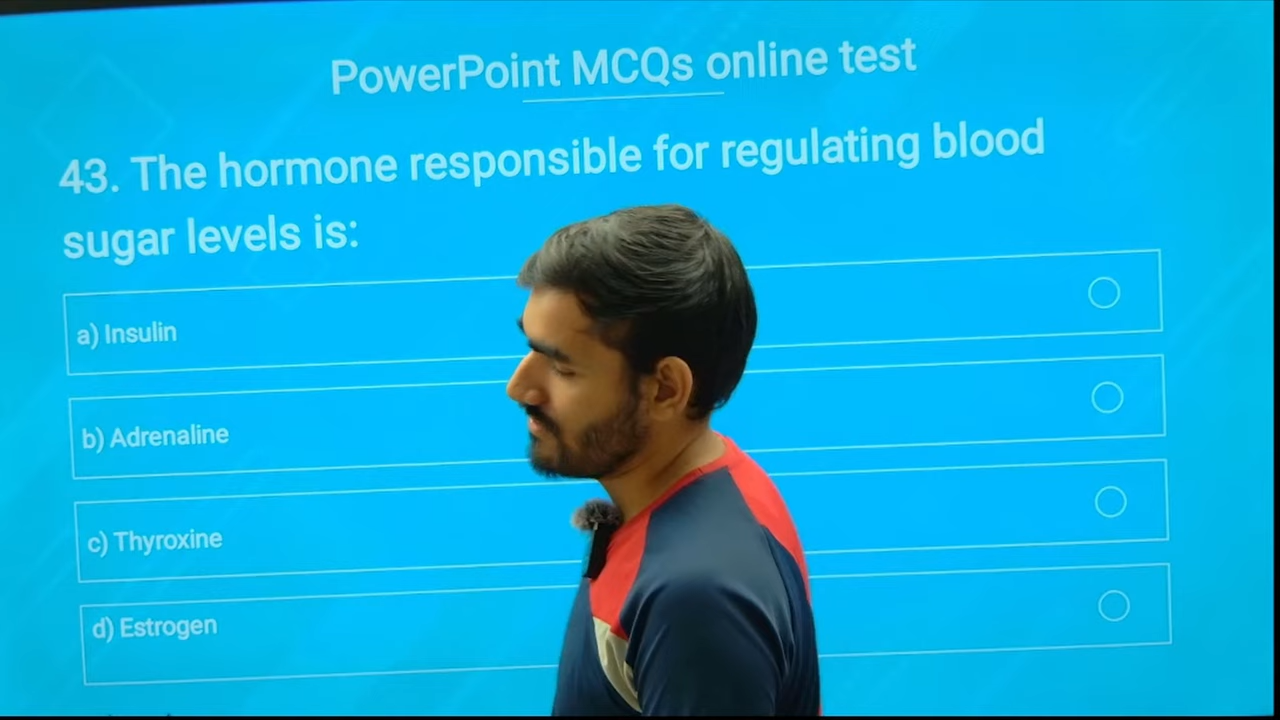 PowerPoint MCQs online test
43. The hormone responsible for regulating blood
sugar levels is:
a) Insulin
b) Adrenaline
c) Thyroxine
d) Estrogen